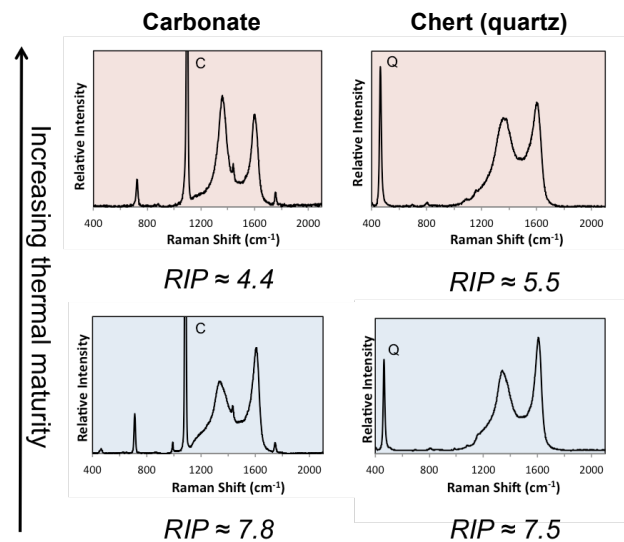 Carbonate
Chert (quartz)
Increasing thermal maturity
Relative Intensity
C
400 800 1200 1600 2000
Raman Shift (cm⁻¹)
RIP ≈ 4.4
Relative Intensity
Q
400 800 1200 1600 2000
Raman Shift (cm⁻¹)
RIP ≈ 5.5
Relative Intensity
C
400 800 1200 1600 2000
Raman Shift (cm⁻¹)
RIP ≈ 7.8
Relative Intensity
Q
400 800 1200 1600 2000
Raman Shift (cm⁻¹)
RIP ≈ 7.5